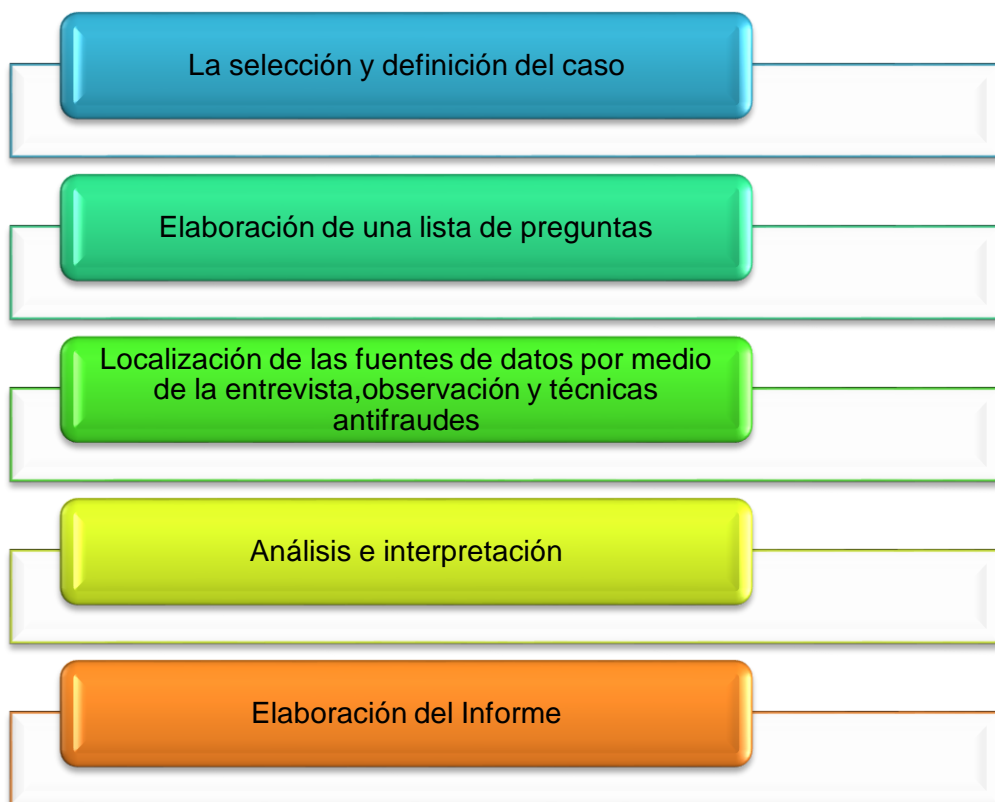 La selección y definición del caso
Elaboración de una lista de preguntas
Localización de las fuentes de datos por medio
de la entrevista,observación y técnicas
antifraudes
Análisis e interpretación
Elaboración del Informe